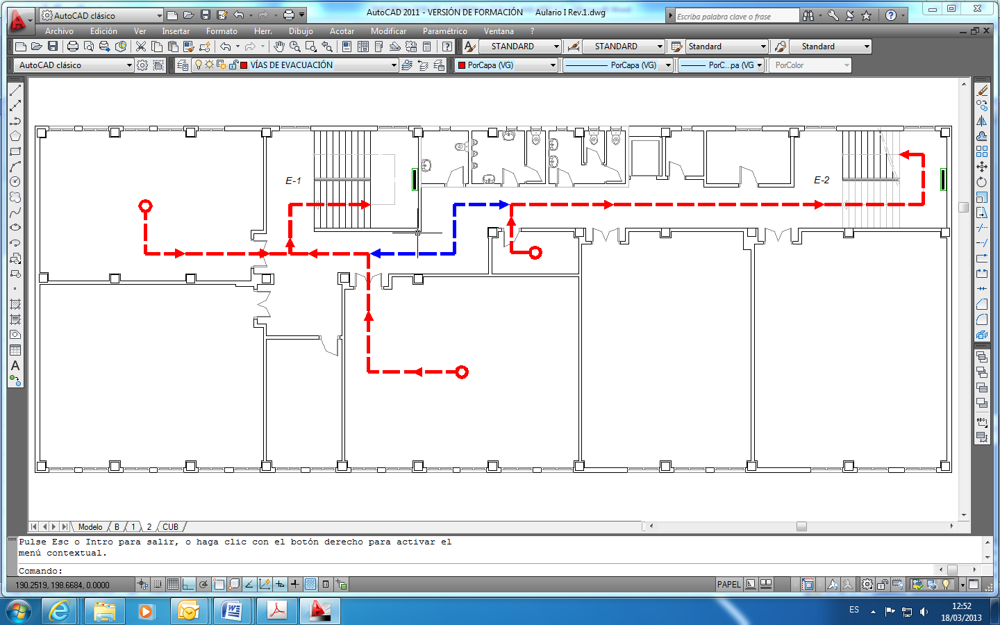 AutoCAD clásico
AutoCAD 2011 - VERSIÓN DE FORMACIÓN Aulario I Rev.1.dwg
Escriba palabra clave o frase
Archivo Edición Ver Insertar Formato Herr. Dibujo Acotar Modificar Paramétrico Ventana ?
STANDARD STANDARD Standard Standard
AutoCAD clásico VÍAS DE EVACUACIÓN PorCapa (VG) PorCapa (VG) PorC...pa (VG PorColor
E-1
E-2
A
ABC
Modelo B 1 2 CUB
Pulse Esc o Intro para salir, o haga clic con el botón derecho para activar el
menú contextual.
Comando:
190.2519, 198.6684, 0.0000 PAPEL
ES 12:52
18/03/2013